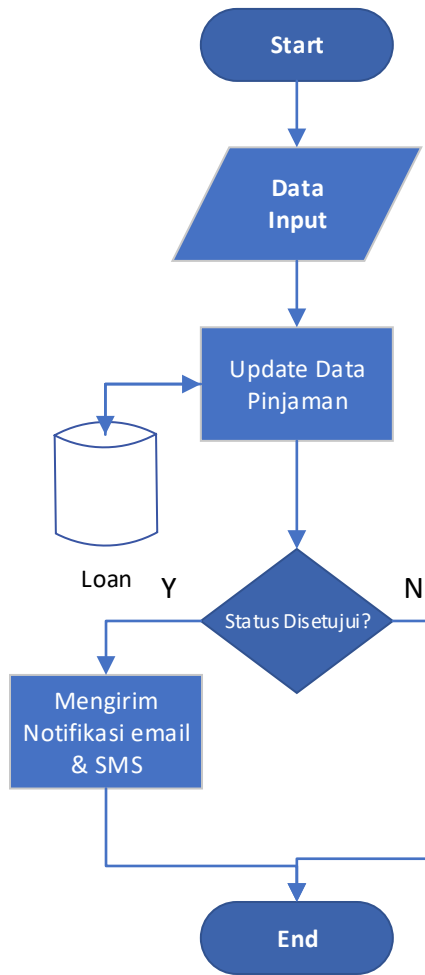 Start
Data
Input
Update Data
Pinjaman
Loan
Y
N
Status Disetujui?
Mengirim
Notifikasi email
& SMS
End